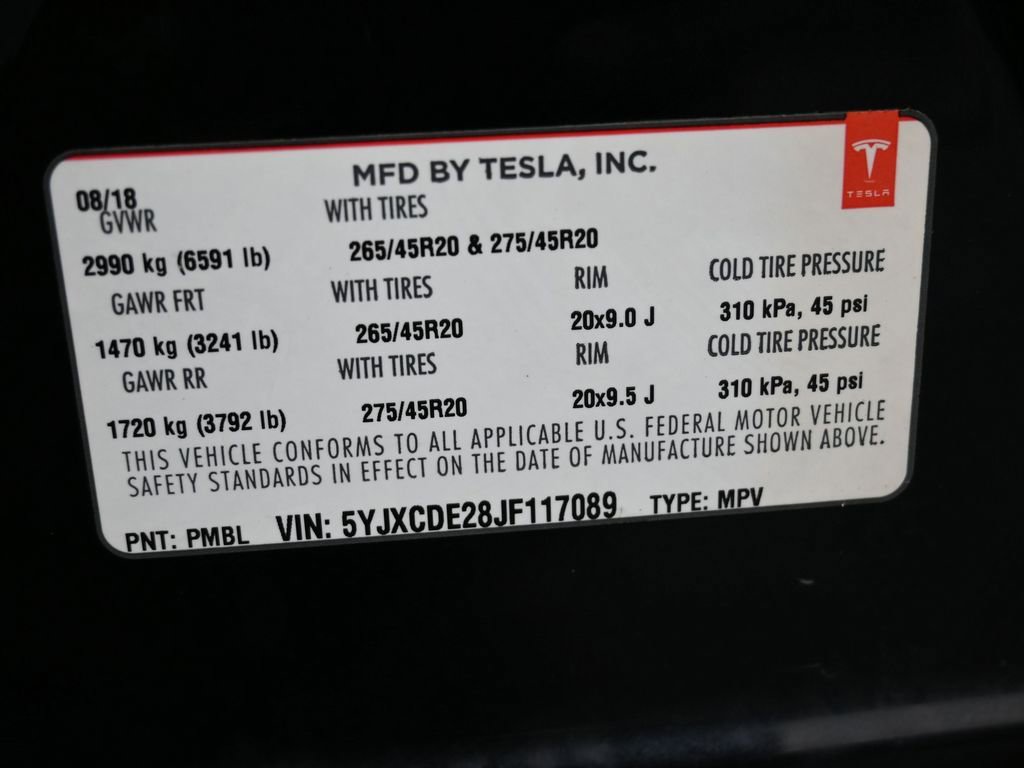 MFD BY TESLA, INC.
TESLA
08/18
GVWR WITH TIRES
2990 kg (6591 lb) 265/45R20 & 275/45R20
GAWR FRT WITH TIRES RIM COLD TIRE PRESSURE
1470 kg (3241 lb) 265/45R20 20x9.0 J 310 kPa, 45 psi
GAWR RR WITH TIRES RIM COLD TIRE PRESSURE
1720 kg (3792 lb) 275/45R20 20x9.5 J 310 kPa, 45 psi
THIS VEHICLE CONFORMS TO ALL APPLICABLE U.S. FEDERAL MOTOR VEHICLE
SAFETY STANDARDS IN EFFECT ON THE DATE OF MANUFACTURE SHOWN ABOVE.
PNT: PMBL VIN: 5YJXCDE28JF117089 TYPE: MPV